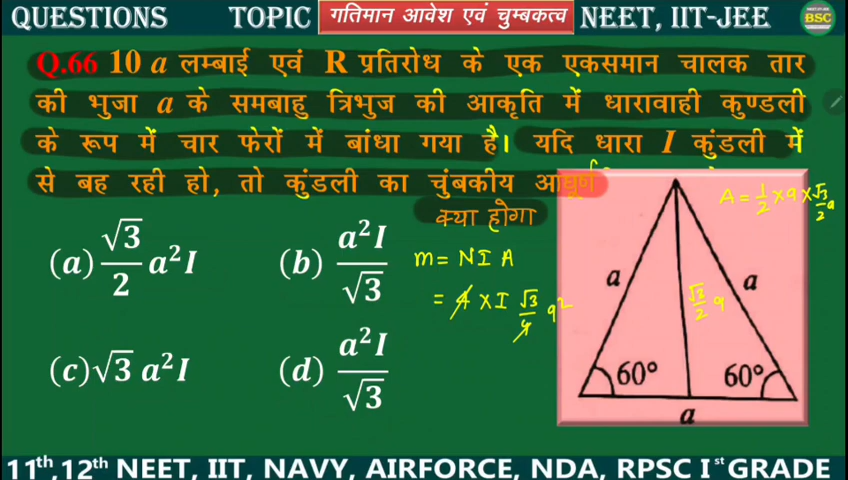 QUESTIONS TOPIC गतिमान आवेश एवं चुम्बकत्व NEET, IIT-JEE
BSC
Q.66 10 a लम्बाई एवं R प्रतिरोध के एक एकसमान चालक तार
की भुजा a के समबाहु त्रिभुज की आकृति में धारावाही कुण्डली
के रूप में चार फेरों में बांधा गया है। यदि धारा I कुंडली में
से बह रही हो, तो कुंडली का चुंबकीय आघूर्ण
क्या होगा
A = 1/2 × a × √3/2 a
(a) √3/2 a²I (b) a²I/√3
m = N I A
= 4 × I √3/4 a²
(c) √3 a²I (d) a²I/√3
a a
√3/2 a
60° 60°
a
11th,12th NEET, IIT, NAVY, AIRFORCE, NDA, RPSC Ist GRADE